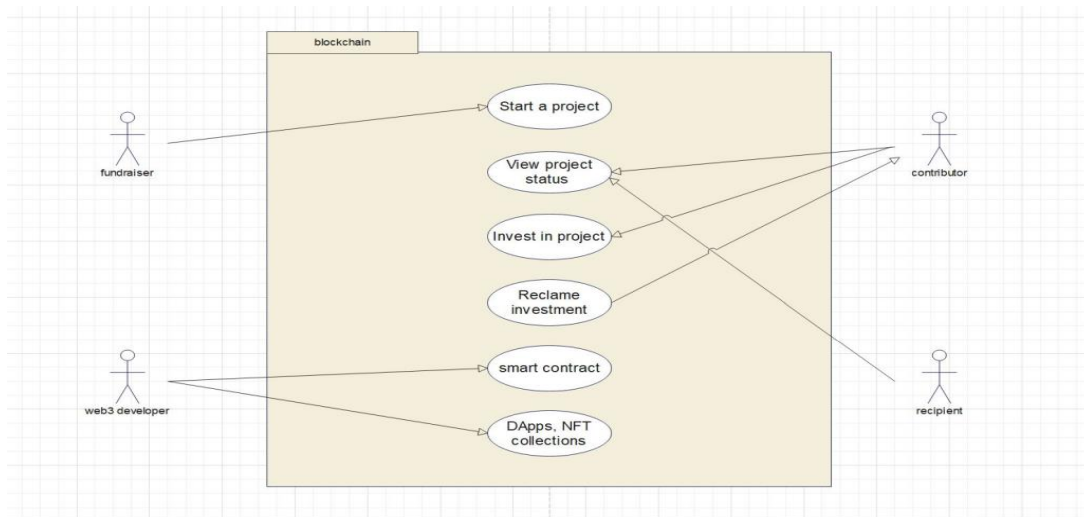 blockchain
Start a project
fundraiser
View project
status
contributor
Invest in project
Reclame
investment
smart contract
web3 developer
recipient
DApps, NFT
collections